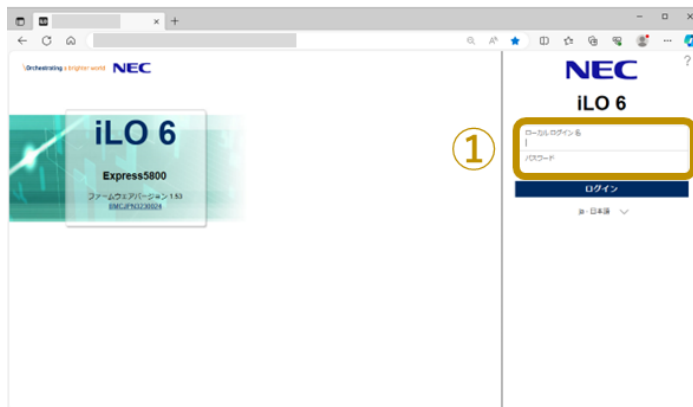 \Orchestrating a brighter world NEC
iLO 6
Express5800
ファームウェアバージョン 1.53
BMCJPN3230824
①
NEC
?
iLO 6
ローカルログイン名
パスワード
ログイン
ja - 日本語